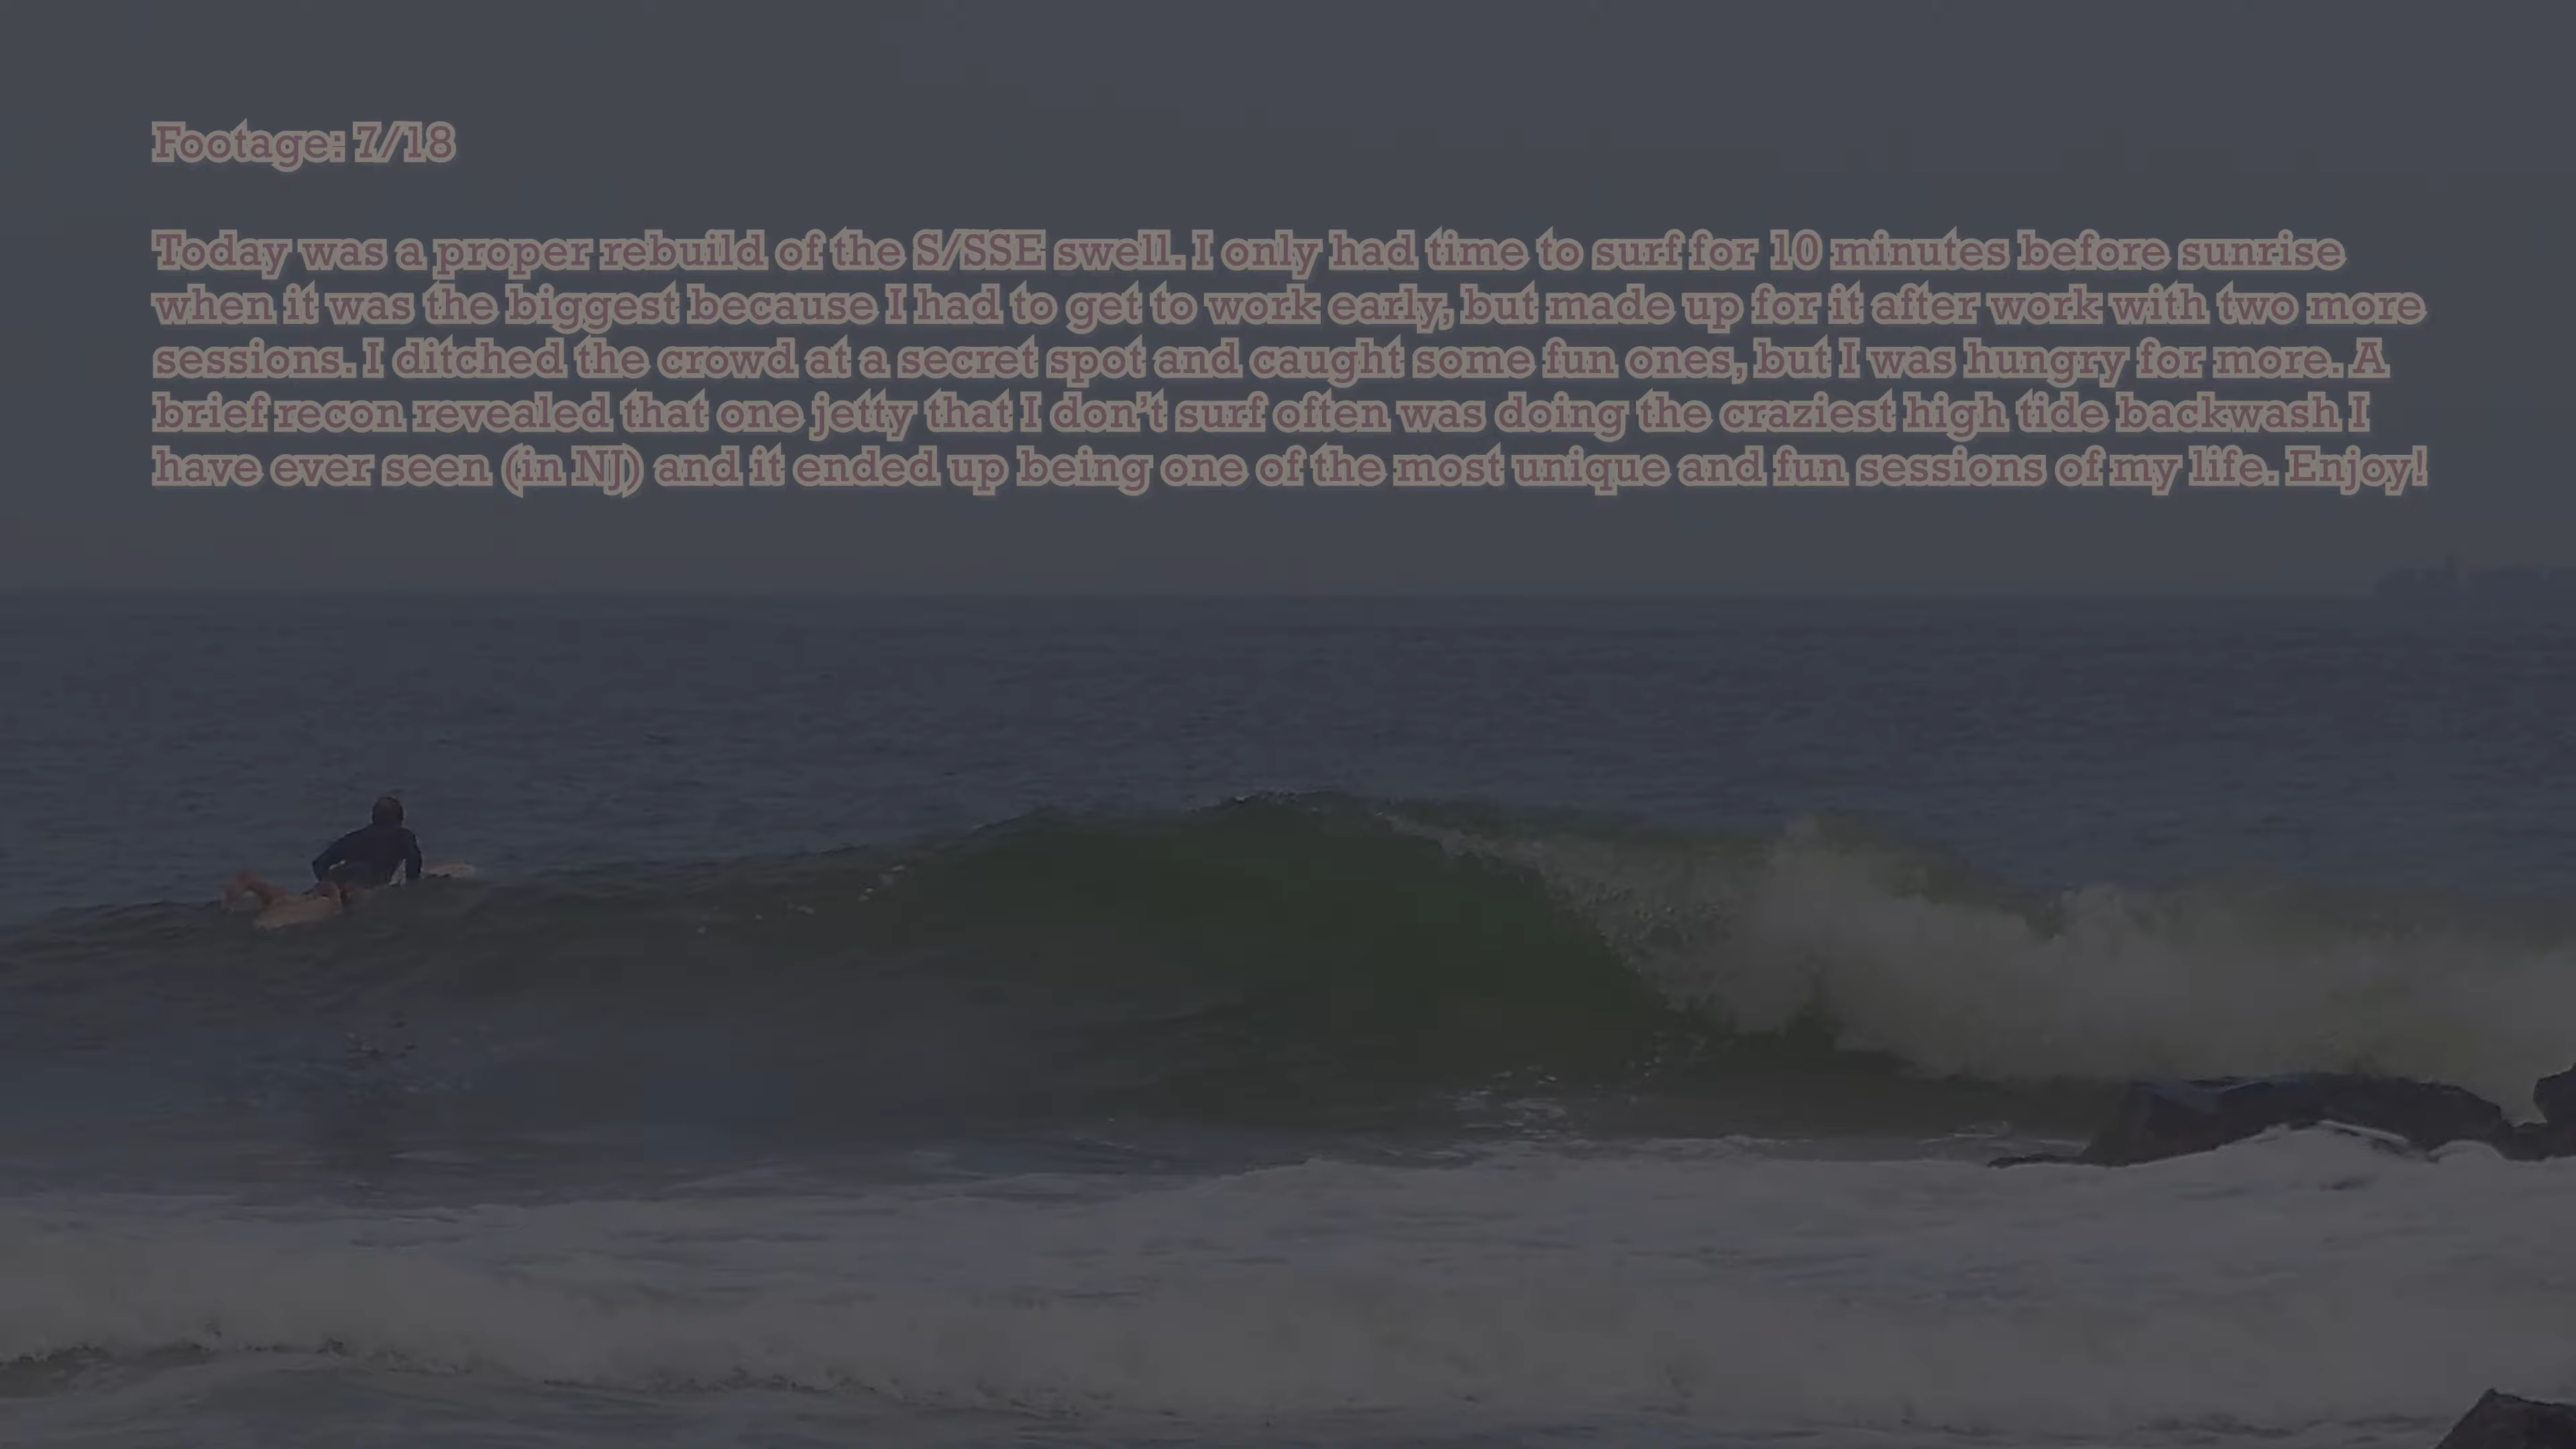 Footage: 7/18
Today was a proper rebuild of the S/SSE swell. I only had time to surf for 10 minutes before sunrise
when it was the biggest because I had to get to work early, but made up for it after work with two more
sessions. I ditched the crowd at a secret spot and caught some fun ones, but I was hungry for more. A
brief recon revealed that one jetty that I don't surf often was doing the craziest high tide backwash I
have ever seen (in NJ) and it ended up being one of the most unique and fun sessions of my life. Enjoy!